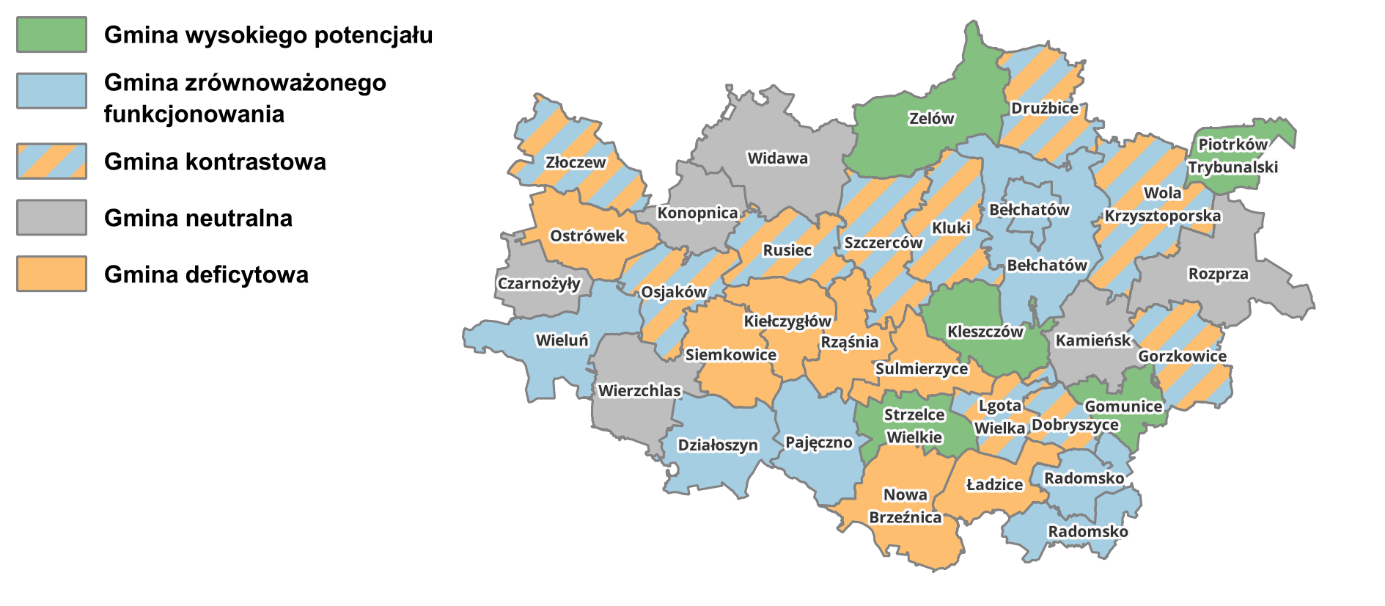 Gmina wysokiego potencjału
Gmina zrównoważonego
funkcjonowania
Gmina kontrastowa
Gmina neutralna
Gmina deficytowa
Zelów
Drużbice
Złoczew
Widawa
Piotrków
Trybunalski
Konopnica
Wola
Krzysztoporska
Bełchatów
Ostrówek
Rusiec
Szczerców
Kluki
Bełchatów
Rozprza
Czarnożyły
Osjaków
Kiełczygłów
Kleszczów
Wieluń
Siemkowice
Rząśnia
Kamieńsk
Gorzkowice
Sulmierzyce
Wierzchlas
Strzelce
Wielkie
Lgota
Wielka
Gomunice
Dobryszyce
Działoszyn
Pajęczno
Ładzice
Radomsko
Nowa
Brzeźnica
Radomsko